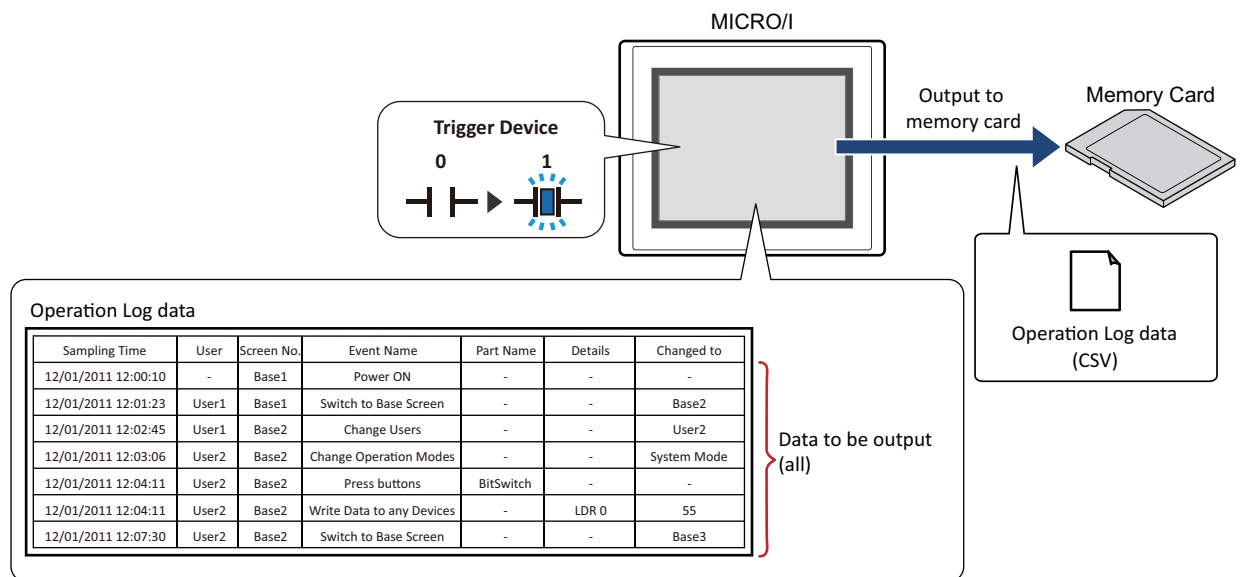 MICRO/I
Trigger Device
0 1
Output to
memory card
Memory Card
Operation Log data
(CSV)
Operation Log data
Sampling Time User Screen No. Event Name Part Name Details Changed to
12/01/2011 12:00:10 - Base1 Power ON - - -
12/01/2011 12:01:23 User1 Base1 Switch to Base Screen - - Base2
12/01/2011 12:02:45 User1 Base2 Change Users - - User2
12/01/2011 12:03:06 User2 Base2 Change Operation Modes - - System Mode
12/01/2011 12:04:11 User2 Base2 Press buttons BitSwitch - -
12/01/2011 12:04:11 User2 Base2 Write Data to any Devices - LDR 0 55
12/01/2011 12:07:30 User2 Base2 Switch to Base Screen - - Base3
Data to be output
(all)